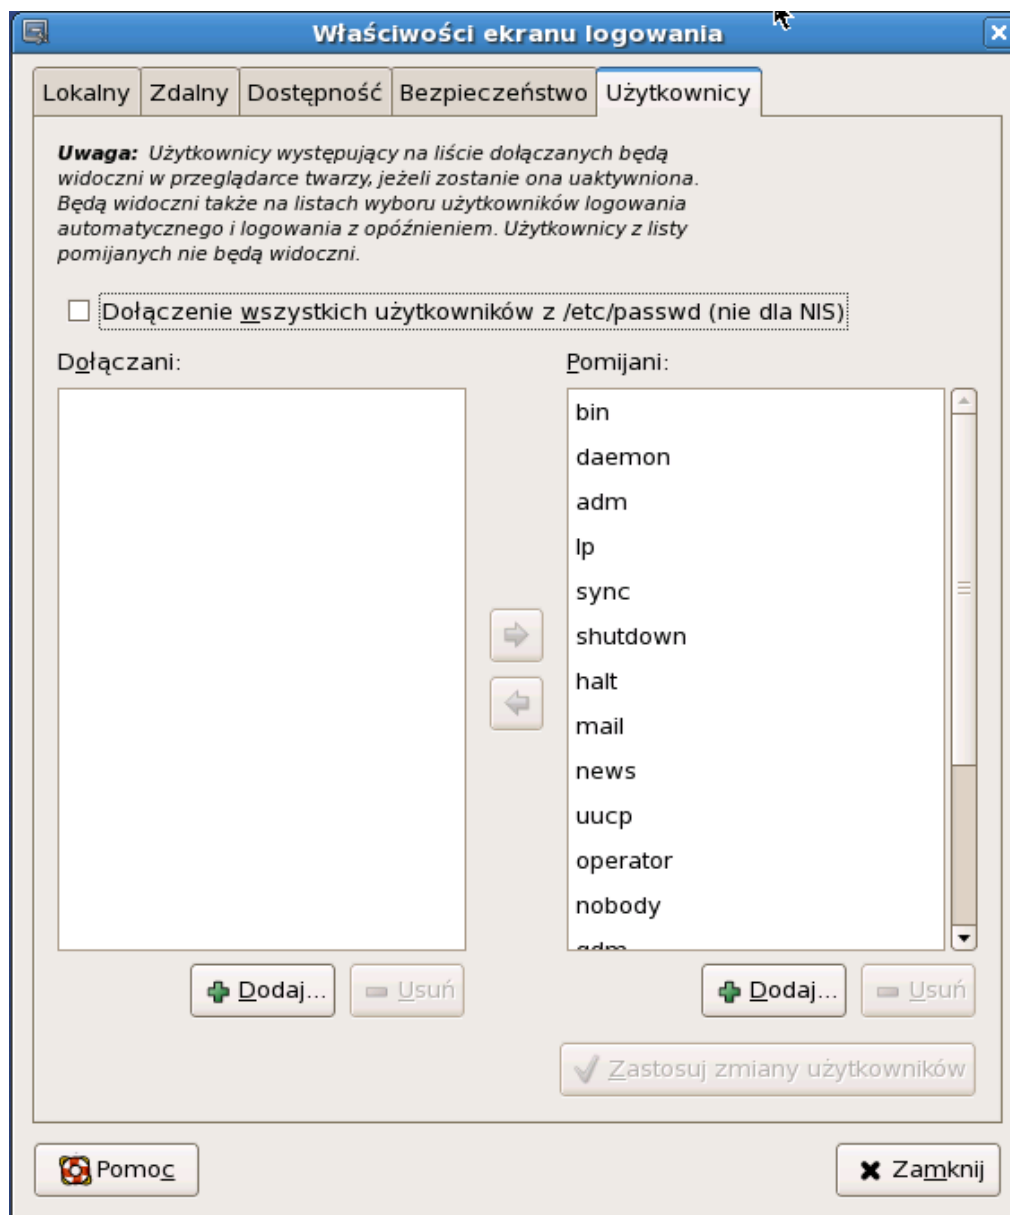 Właściwości ekranu logowania
Lokalny Zdalny Dostępność Bezpieczeństwo Użytkownicy
Uwaga: Użytkownicy występujący na liście dołączanych będą
widoczni w przeglądarce twarzy, jeżeli zostanie ona uaktywniona.
Będą widoczni także na listach wyboru użytkowników logowania
automatycznego i logowania z opóźnieniem. Użytkownicy z listy
pomijanych nie będą widoczni.
Dołączenie wszystkich użytkowników z /etc/passwd (nie dla NIS)
Dołączani:
Pomijani:
bin
daemon
adm
lp
sync
shutdown
halt
mail
news
uucp
operator
nobody
gdm
Dodaj... Usuń
Dodaj... Usuń
Zastosuj zmiany użytkowników
Pomoc
Zamknij